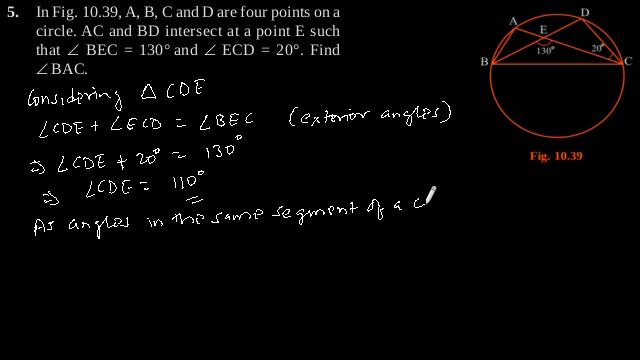 5. In Fig. 10.39, A, B, C and D are four points on a
circle. AC and BD intersect at a point E such
that ∠ BEC = 130° and ∠ ECD = 20°. Find
∠BAC.
Considering △ CDE
∠CDE + ∠ECD = ∠BEC (exterior angles)
⇒ ∠CDE + 20° = 130°
⇒ ∠CDE = 110°
As angles in the same segment of a c
A
D
E
130°
20°
B
C
Fig. 10.39